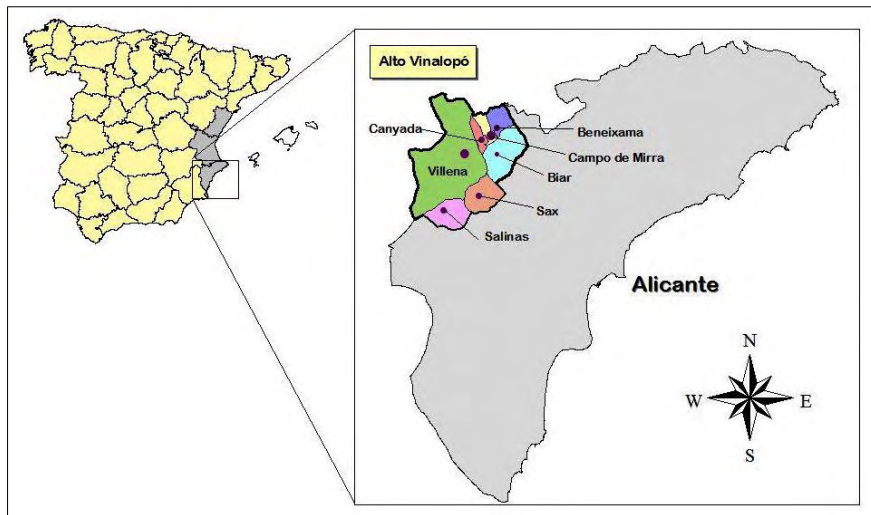 Alto Vinalopó
Canyada
Beneixama
Campo de Mirra
Villena
Biar
Sax
Salinas
Alicante
N
W
E
S